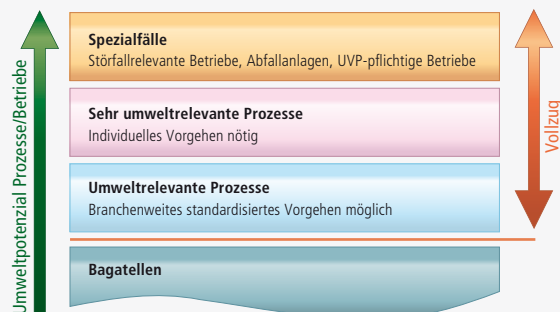 Spezialfälle
Störfallrelevante Betriebe, Abfallanlagen, UVP-pflichtige Betriebe
Sehr umweltrelevante Prozesse
Individuelles Vorgehen nötig
Umweltrelevante Prozesse
Branchenweites standardisiertes Vorgehen möglich
Bagatellen
Umweltpotenzial Prozesse/Betriebe
Vollzug